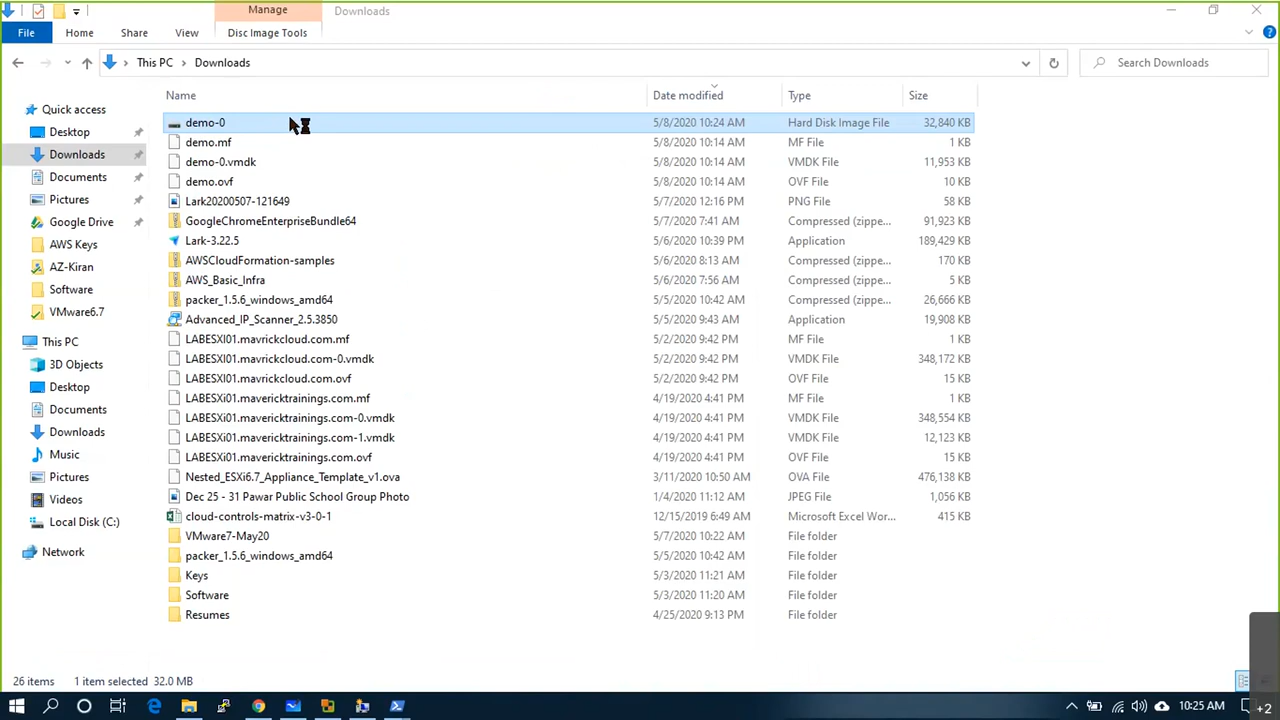 Manage Downloads
File Home Share View Disk Image Tools
This PC Downloads Search Downloads
Name Date modified Type Size
Quick access
Desktop
Downloads
Documents
Pictures
Google Drive
AWS Keys
AZ-Kiran
Software
VMware6.7
This PC
3D Objects
Desktop
Documents
Downloads
Music
Pictures
Videos
Local Disk (C:)
Network
demo-0 5/8/2020 10:24 AM Hard Disk Image File 32,840 KB
demo.mf 5/8/2020 10:14 AM MF File 1 KB
demo-0.vmdk 5/8/2020 10:14 AM VMDK File 11,953 KB
demo.ovf 5/8/2020 10:14 AM OVF File 10 KB
Lark20200507-121649 5/7/2020 12:16 PM PNG File 58 KB
GoogleChromeEnterpriseBundle64 5/7/2020 7:41 AM Compressed (zippe... 91,923 KB
Lark-3.22.5 5/6/2020 10:39 PM Application 189,429 KB
AWSCloudFormation-samples 5/6/2020 8:13 AM Compressed (zippe... 170 KB
AWS_Basic_Infra 5/6/2020 7:56 AM Compressed (zippe... 5 KB
packer_1.5.6_windows_amd64 5/5/2020 10:42 AM Compressed (zippe... 26,666 KB
Advanced_IP_Scanner_2.5.3850 5/5/2020 9:43 AM Application 19,908 KB
LABESXI01.mavrickcloud.com.mf 5/2/2020 9:42 PM MF File 1 KB
LABESXI01.mavrickcloud.com-0.vmdk 5/2/2020 9:42 PM VMDK File 348,172 KB
LABESXI01.mavrickcloud.com.ovf 5/2/2020 9:42 PM OVF File 15 KB
LABESXi01.mavericktrainings.com.mf 4/19/2020 4:41 PM MF File 1 KB
LABESXi01.mavericktrainings.com-0.vmdk 4/19/2020 4:41 PM VMDK File 348,554 KB
LABESXi01.mavericktrainings.com-1.vmdk 4/19/2020 4:41 PM VMDK File 12,123 KB
LABESXi01.mavericktrainings.com.ovf 4/19/2020 4:41 PM OVF File 15 KB
Nested_ESXi6.7_Appliance_Template_v1.ova 3/11/2020 10:50 AM OVA File 476,138 KB
Dec 25 - 31 Pawar Public School Group Photo 1/4/2020 11:12 AM JPEG File 1,056 KB
cloud-controls-matrix-v3-0-1 12/15/2019 6:49 AM Microsoft Excel Wor... 415 KB
VMware7-May20 5/7/2020 10:22 AM File folder
packer_1.5.6_windows_amd64 5/5/2020 10:42 AM File folder
Keys 5/3/2020 11:21 AM File folder
Software 5/3/2020 11:20 AM File folder
Resumes 4/25/2020 9:13 PM File folder
26 items 1 item selected 32.0 MB
10:25 AM +2